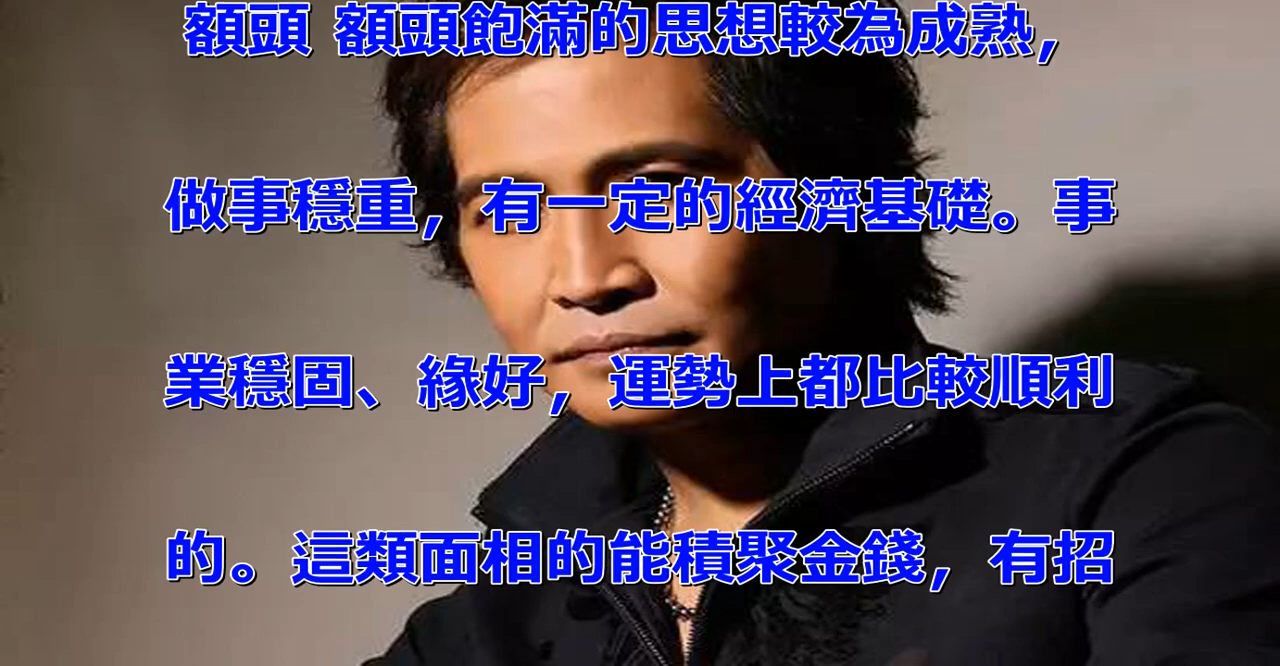 額頭 額頭飽滿的思想較為成熟，
做事穩重，有一定的經濟基礎。事
業穩固、緣好，運勢上都比較順利
的。這類面相的能積聚金錢，有招